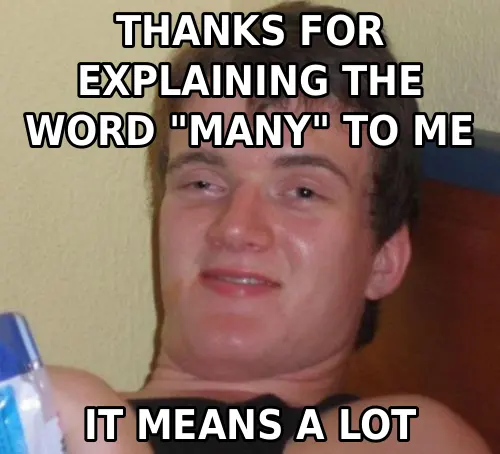 THANKS FOR
EXPLAINING THE
WORD "MANY" TO ME
IT MEANS A LOT